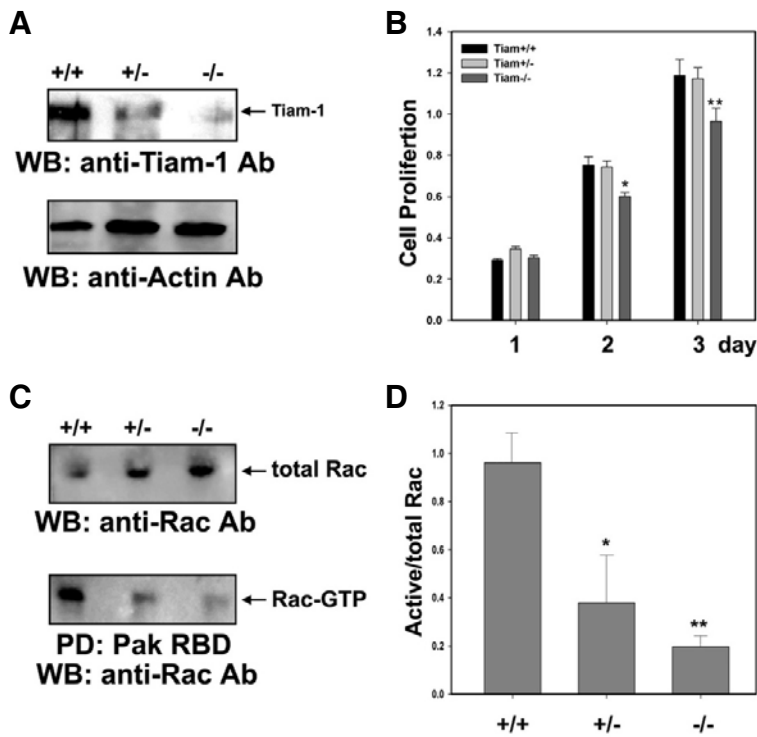 A
+/+ +/- -/-
Tiam-1
WB: anti-Tiam-1 Ab
WB: anti-Actin Ab
B
Cell Prolifertion
1.4
1.2
1.0
0.8
0.6
0.4
0.2
0.0
Tiam+/+
Tiam+/-
Tiam-/-
*
**
1 2 3 day
C
+/+ +/- -/-
total Rac
WB: anti-Rac Ab
Rac-GTP
PD: Pak RBD
WB: anti-Rac Ab
D
Active/total Rac
1.2
1.0
0.8
0.6
0.4
0.2
0.0
*
**
+/+ +/- -/-